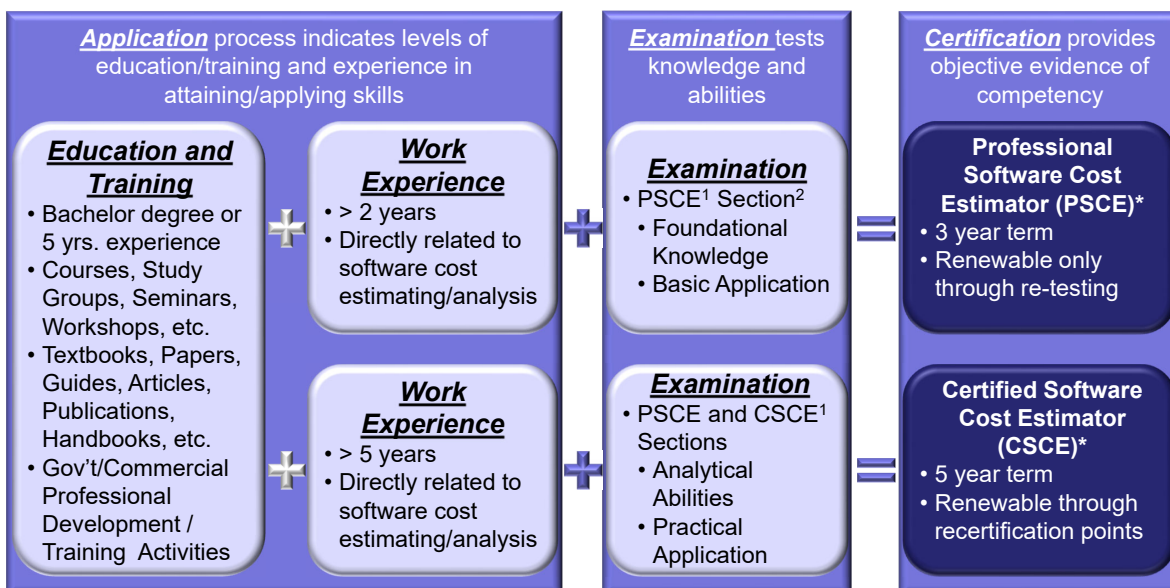 Application process indicates levels of
education/training and experience in
attaining/applying skills
Education and
Training
• Bachelor degree or
5 yrs. experience
• Courses, Study
Groups, Seminars,
Workshops, etc.
• Textbooks, Papers,
Guides, Articles,
Publications,
Handbooks, etc.
• Gov't/Commercial
Professional
Development /
Training Activities
Work
Experience
• > 2 years
• Directly related to
software cost
estimating/analysis
Work
Experience
• > 5 years
• Directly related to
software cost
estimating/analysis
Examination tests
knowledge and
abilities
Examination
• PSCE¹ Section²
• Foundational
Knowledge
• Basic Application
Examination
• PSCE and CSCE¹
Sections
• Analytical
Abilities
• Practical
Application
Certification provides
objective evidence of
competency
Professional
Software Cost
Estimator (PSCE)*
• 3 year term
• Renewable only
through re-testing
Certified Software
Cost Estimator
(CSCE)*
• 5 year term
• Renewable through
recertification points